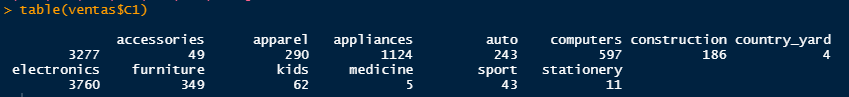 > table(ventas$C1)
accessories apparel appliances auto computers construction country_yard
3277 49 290 1124 243 597 186 4
electronics furniture kids medicine sport stationery
3760 349 62 5 43 11